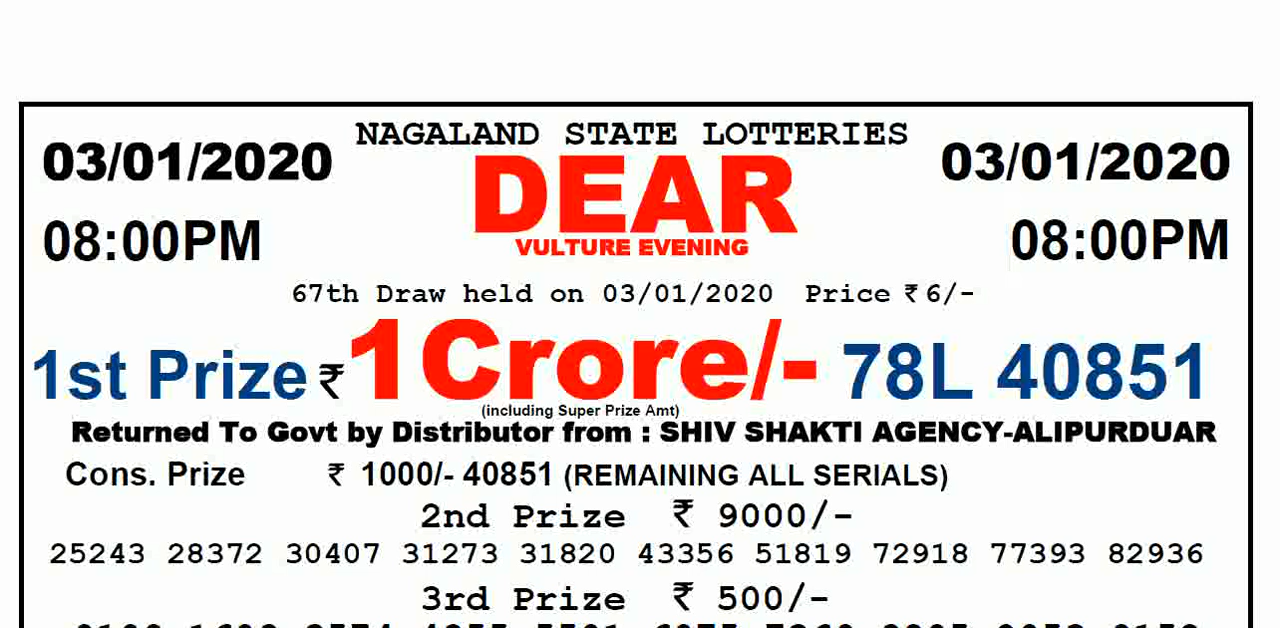 NAGALAND STATE LOTTERIES
03/01/2020 DEAR 03/01/2020
08:00PM VULTURE EVENING 08:00PM
67th Draw held on 03/01/2020 Price ₹ 6/-
1st Prize ₹ 1Crore/- 78L 40851
(including Super Prize Amt)
Returned To Govt by Distributor from : SHIV SHAKTI AGENCY-ALIPURDUAR
Cons. Prize ₹ 1000/- 40851 (REMAINING ALL SERIALS)
2nd Prize ₹ 9000/-
25243 28372 30407 31273 31820 43356 51819 72918 77393 82936
3rd Prize ₹ 500/-